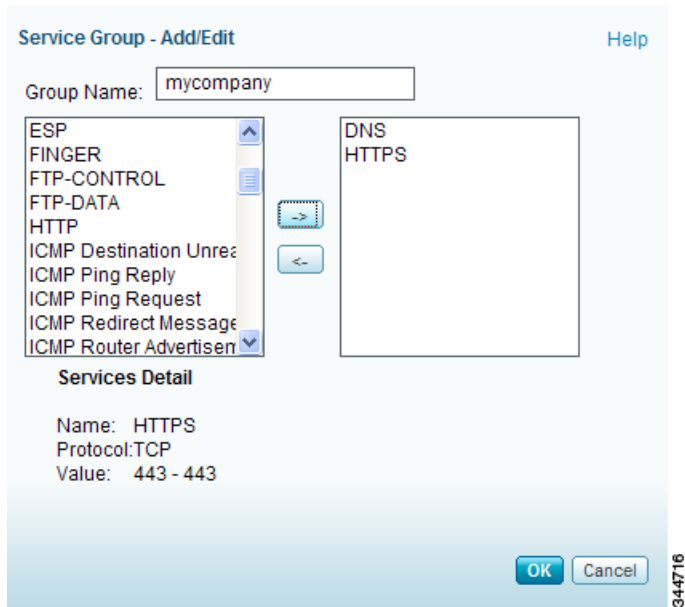 Service Group - Add/Edit
Help
Group Name: mycompany
ESP
FINGER
FTP-CONTROL
FTP-DATA
HTTP
ICMP Destination Unrea
ICMP Ping Reply
ICMP Ping Request
ICMP Redirect Message
ICMP Router Advertisem
->
<-
DNS
HTTPS
Services Detail
Name: HTTPS
Protocol:TCP
Value: 443 - 443
OK
Cancel
344716